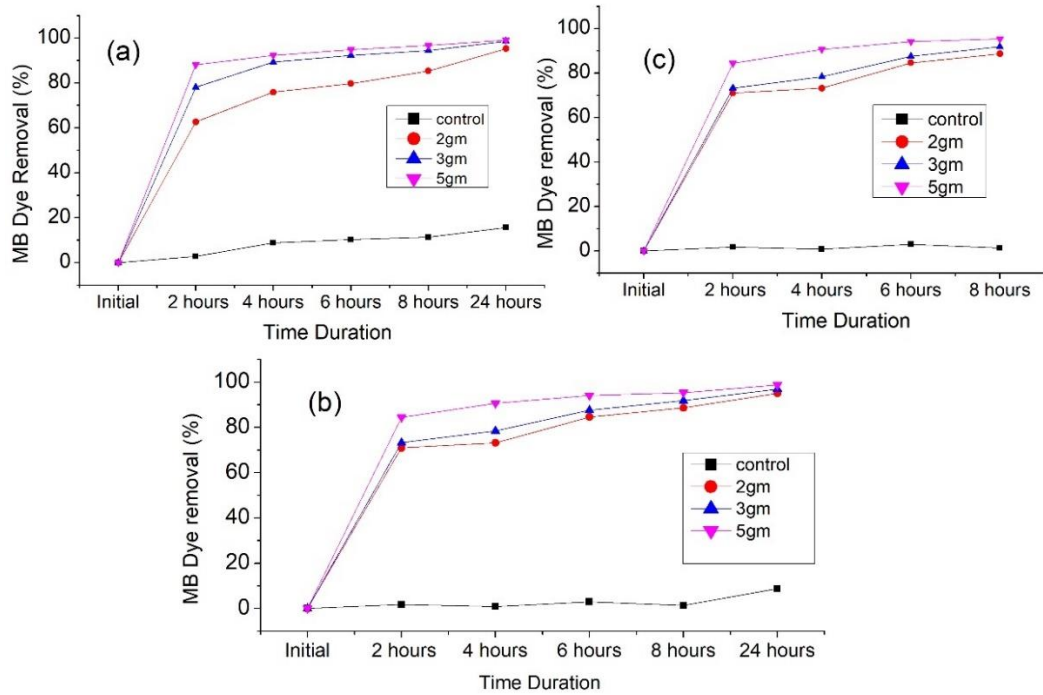 (a)
MB Dye Removal (%)
100
80
60
40
20
0
control
2gm
3gm
5gm
Initial 2 hours 4 hours 6 hours 8 hours 24 hours
Time Duration
(c)
MB Dye removal (%)
100
80
60
40
20
0
control
2gm
3gm
5gm
Initial 2 hours 4 hours 6 hours 8 hours
Time Duration
(b)
MB Dye removal (%)
100
80
60
40
20
0
control
2gm
3gm
5gm
Initial 2 hours 4 hours 6 hours 8 hours 24 hours
Time Duration